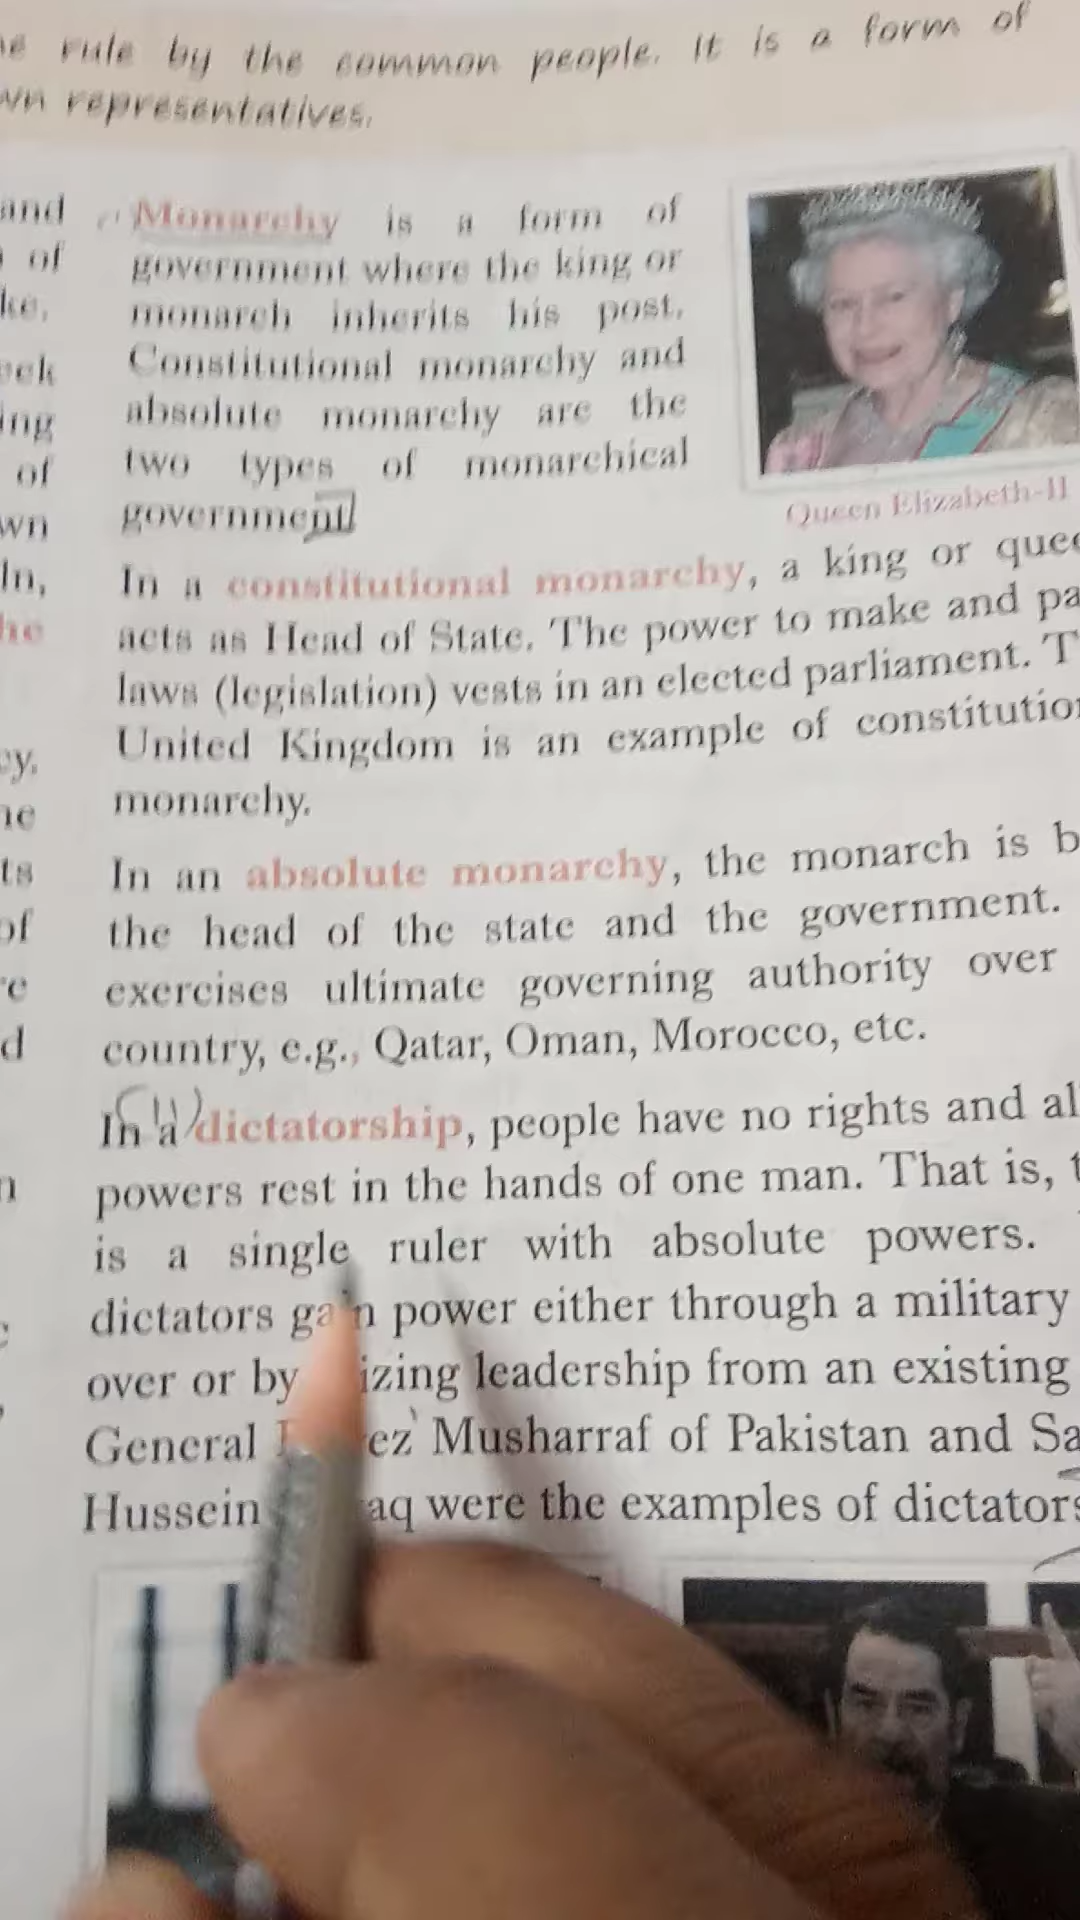 rule by the common people. It is a form of
representatives.
and
of
of
Monarchy is a form of
government where the king or
monarch inherits his post.
Constitutional monarchy and
absolute monarchy are the
two types of monarchical
government
Queen Elizabeth-II
In a constitutional monarchy, a king or
acts as Head of State. The power to make and
laws (legislation) vests in an elected parliament.
United Kingdom is an example of
monarchy.
In an absolute monarchy, the monarch is
the head of the state and the government.
exercises ultimate governing authority over
country, e.g., Qatar, Oman, Morocco, etc.
In a dictatorship, people have no rights and
powers rest in the hands of one man. That is,
is a single ruler with absolute powers.
dictators power either through a military
over or by leadership from an existing
General Musharraf of Pakistan and
Hussein were the examples of